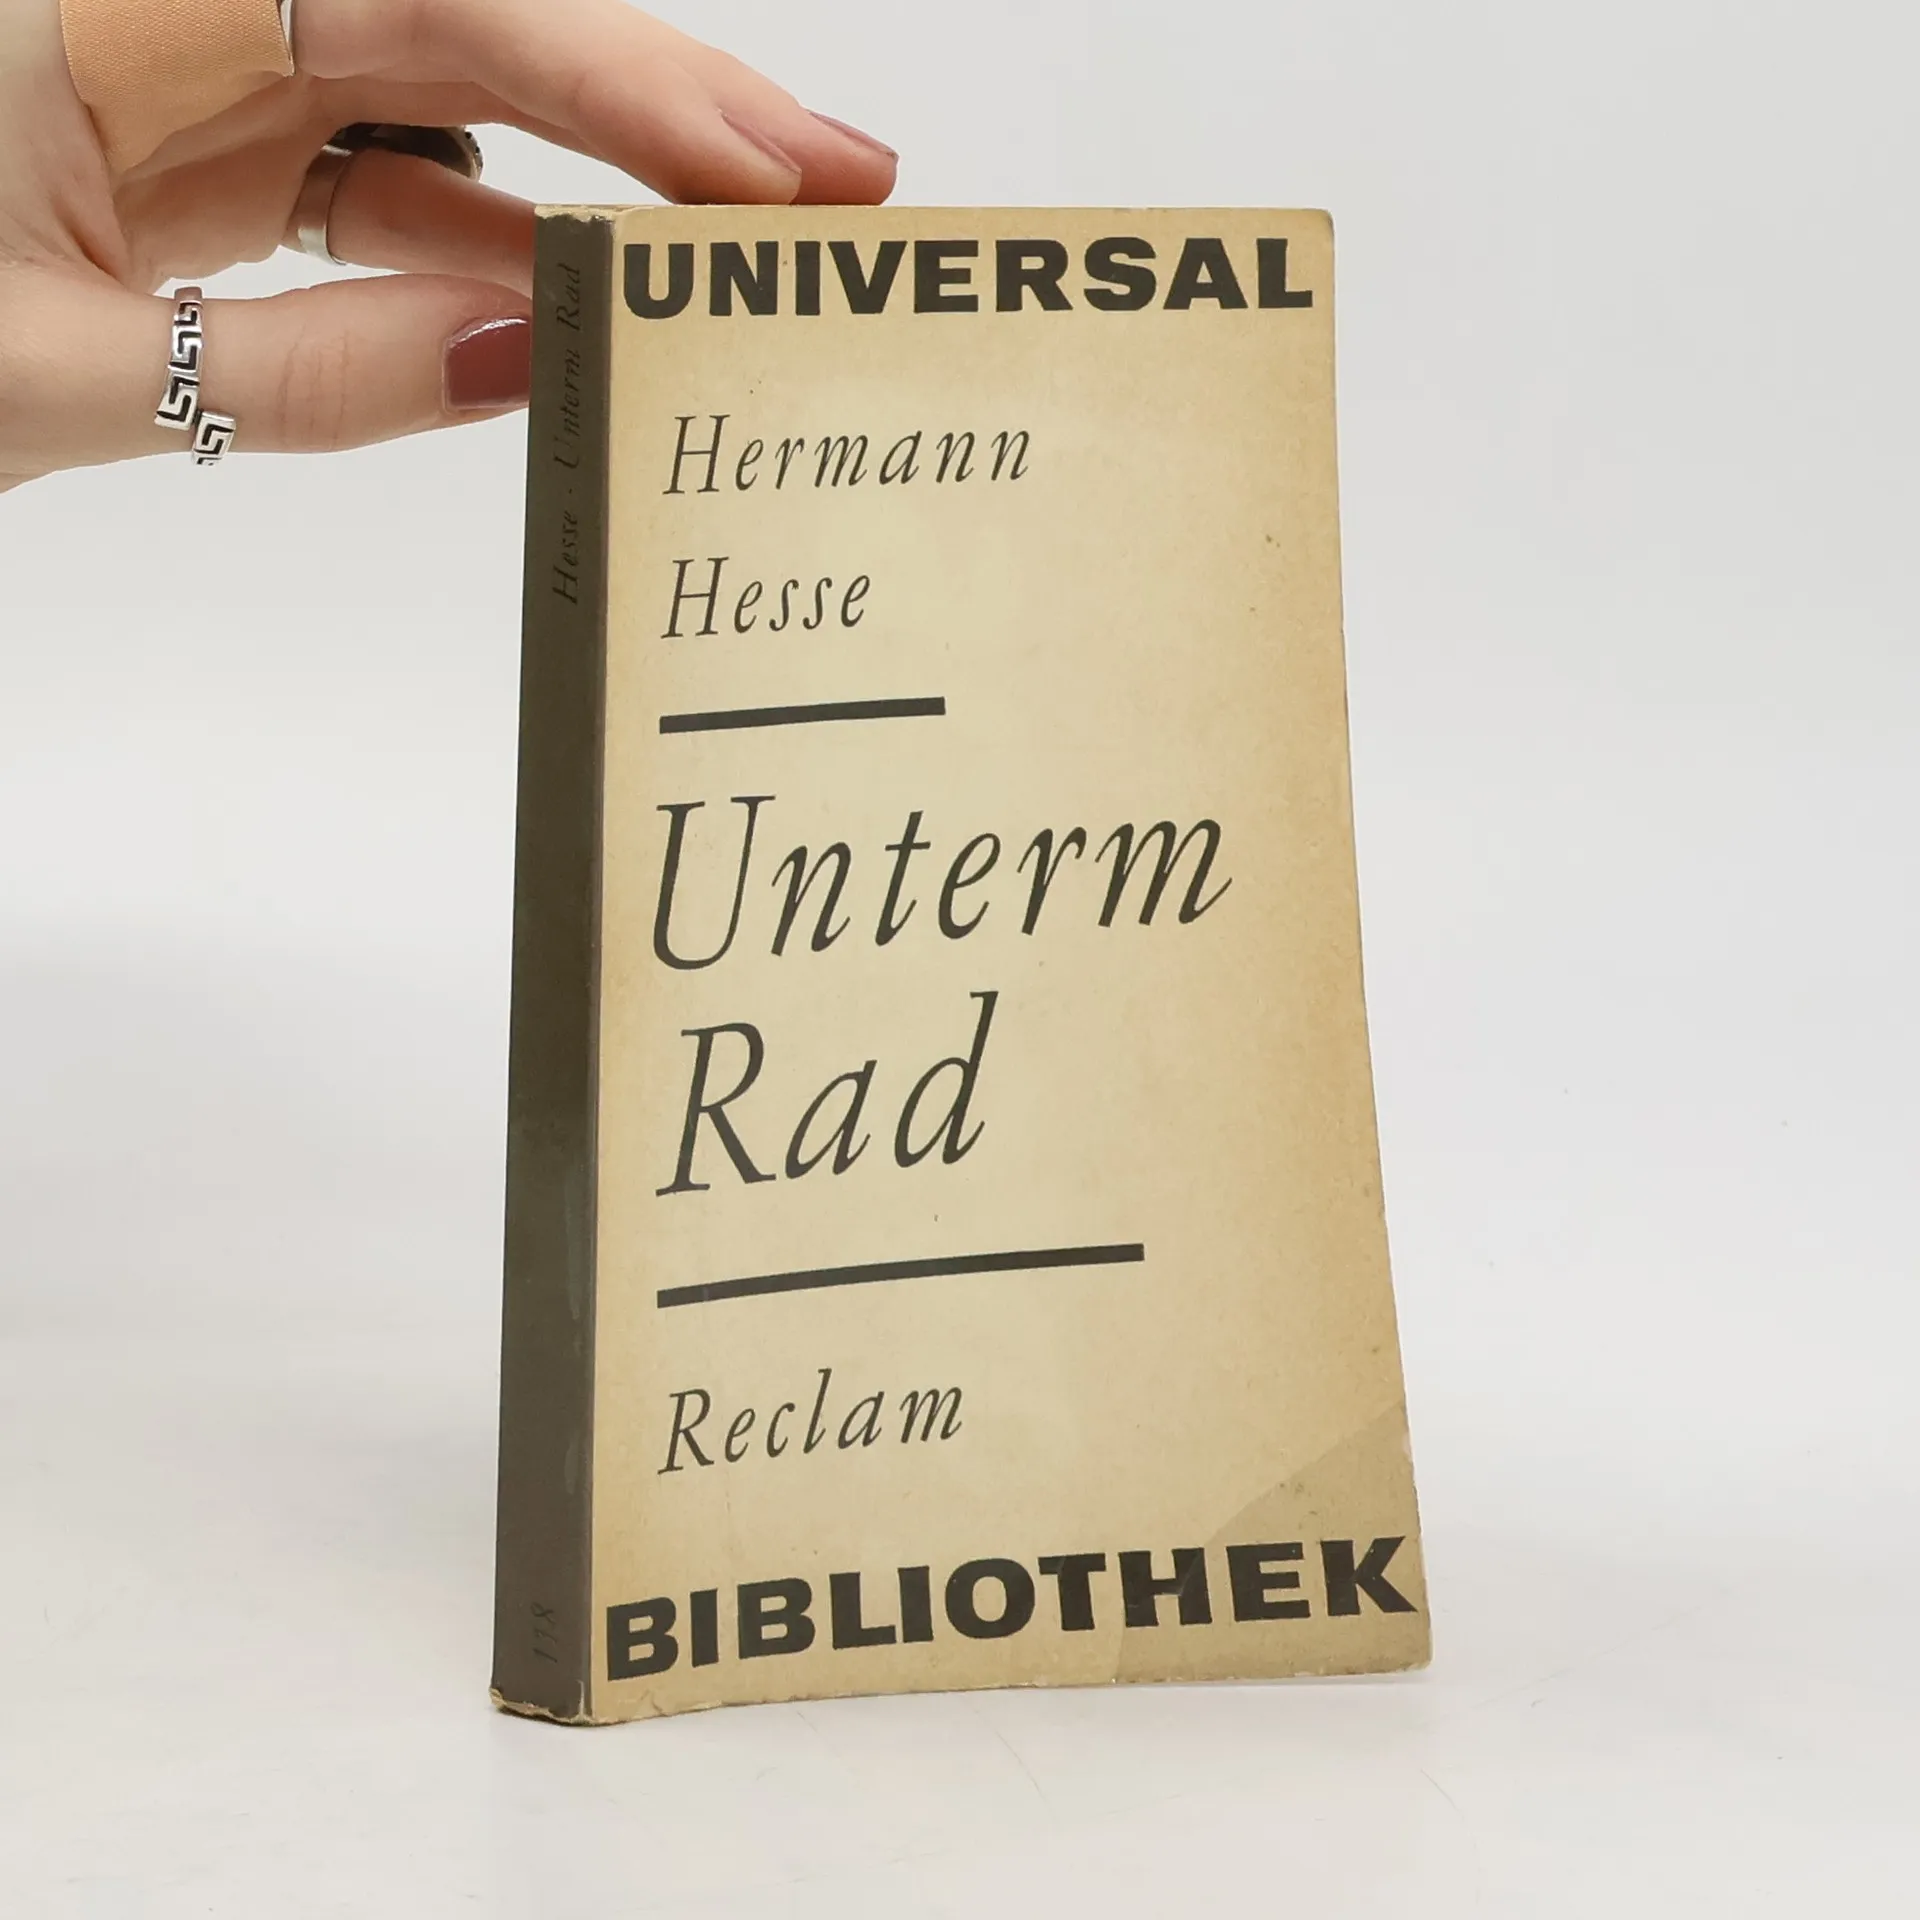 UNIVERSAL
Hermann
Hesse
Unterm
Rad
Reclam
BIBLIOTHEK
Hesse · Unterm Rad